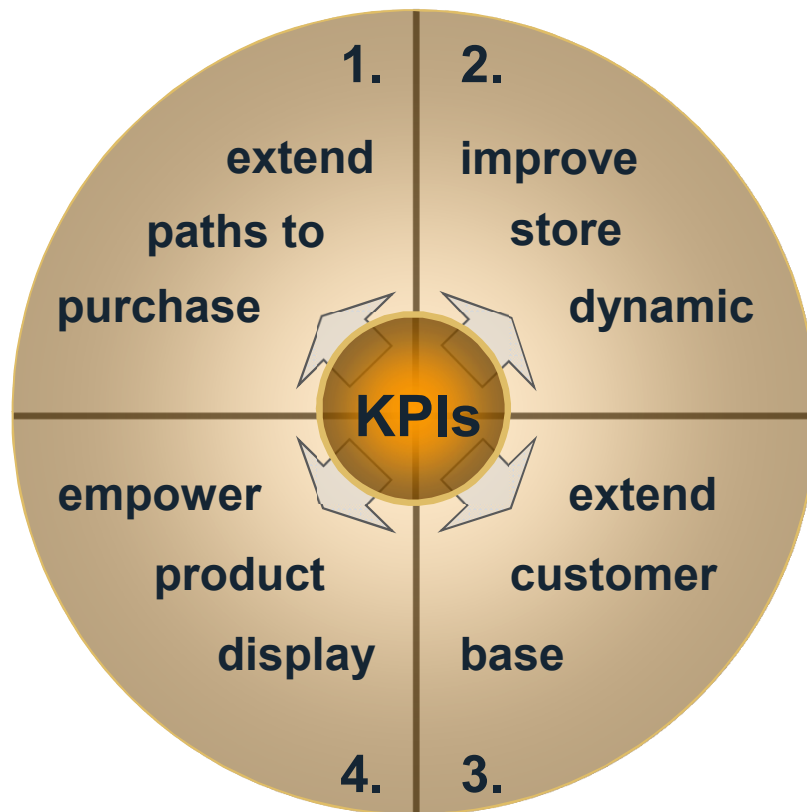 1.
extend
paths to
purchase
2.
improve
store
dynamic
KPIs
extend
customer
base
3.
empower
product
display
4.